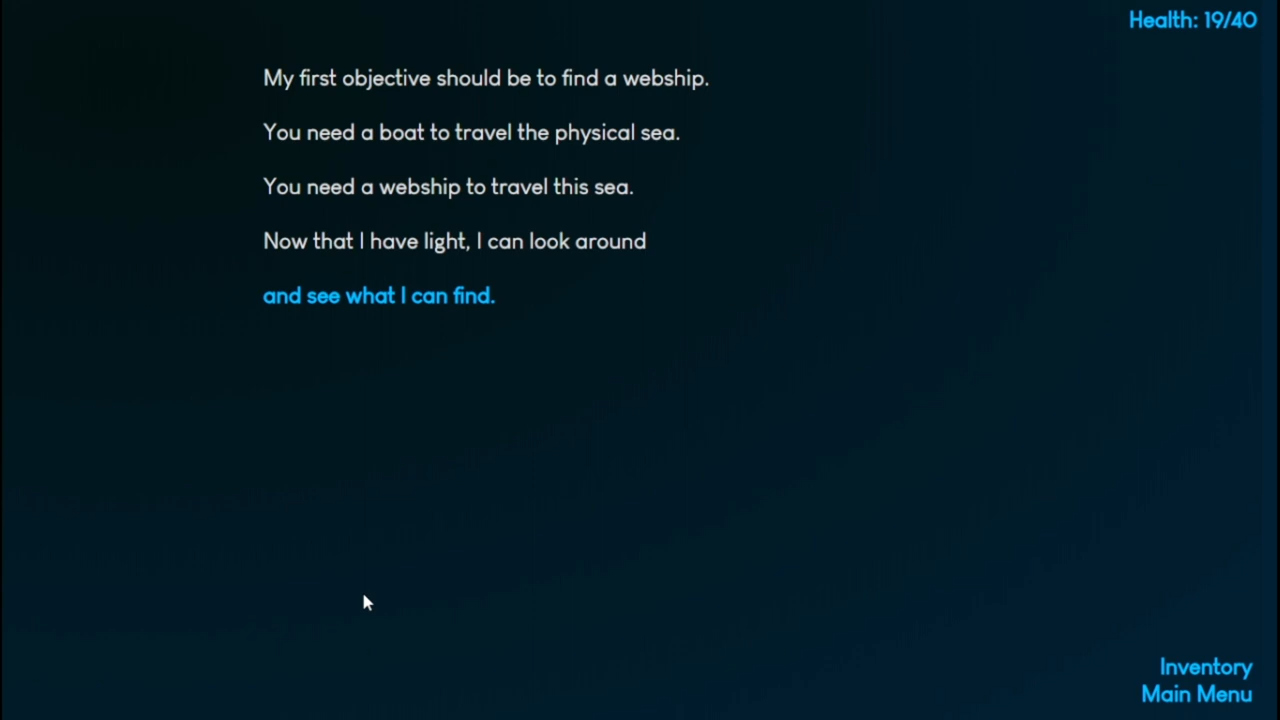 Health: 19/40
My first objective should be to find a webship.
You need a boat to travel the physical sea.
You need a webship to travel this sea.
Now that I have light, I can look around
and see what I can find.
Inventory
Main Menu